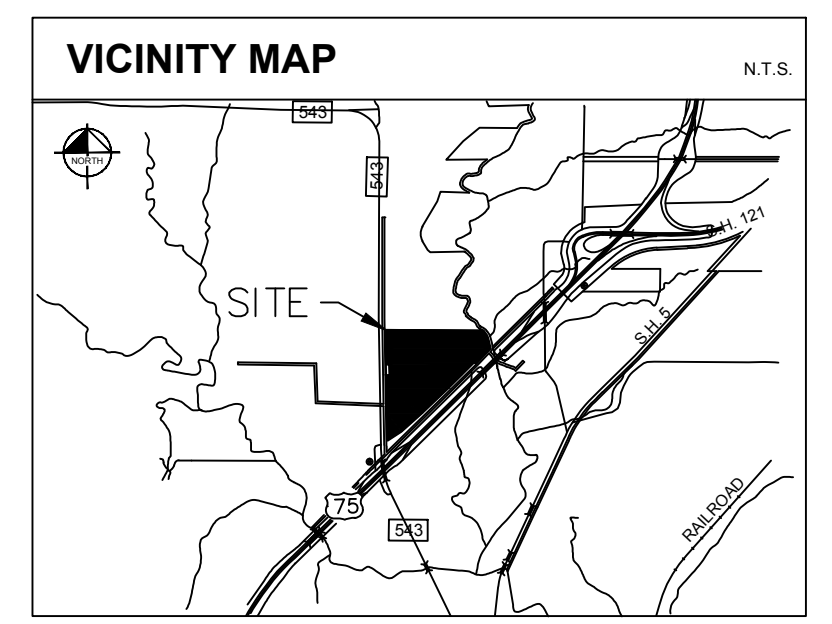 VICINITY MAP
N.T.S.
543
NORTH
543
S.H. 121
SITE
S.H. 5
75
543
RAILROAD